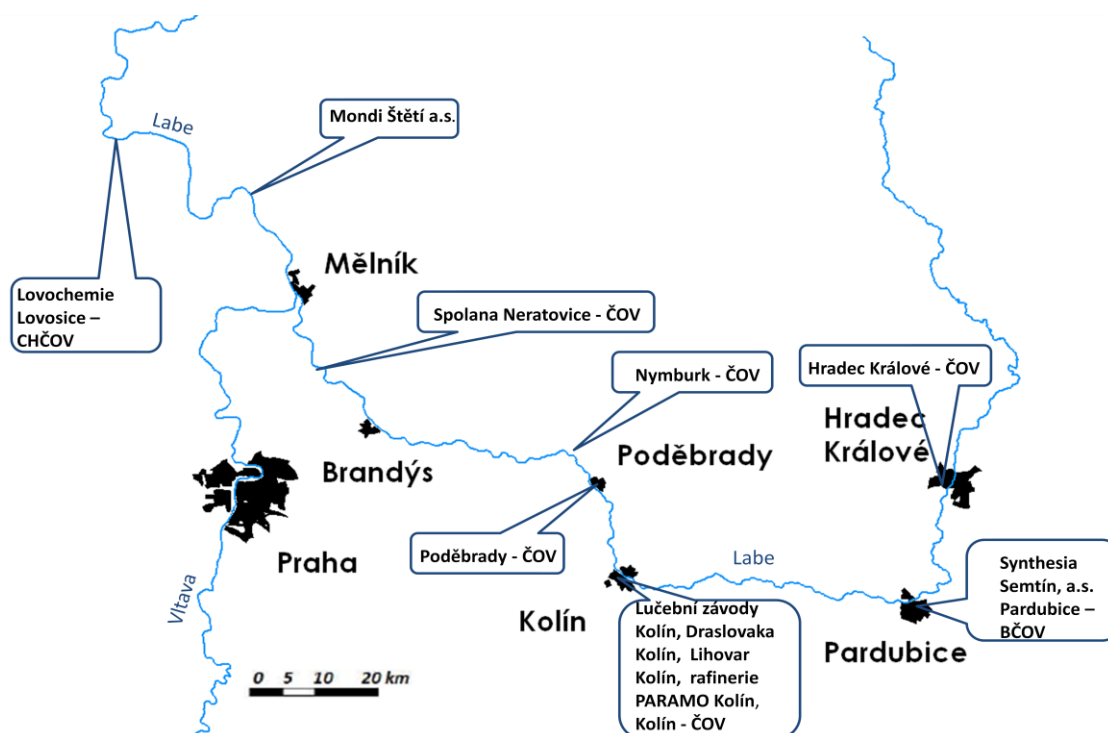 Labe
Mondi Štětí a.s.
Mělník
Lovochemie
Lovosice –
CHČOV
Spolana Neratovice - ČOV
Nymburk - ČOV
Hradec Králové - ČOV
Hradec
Králové
Poděbrady
Brandýs
Poděbrady - ČOV
Praha
Vltava
Labe
Synthesia
Semtín, a.s.
Pardubice –
BČOV
Kolín
Lučební závody
Kolín, Draslovaka
Kolín, Lihovar
Kolín, rafinerie
PARAMO Kolín,
Kolín - ČOV
Pardubice
0 5 10 20 km